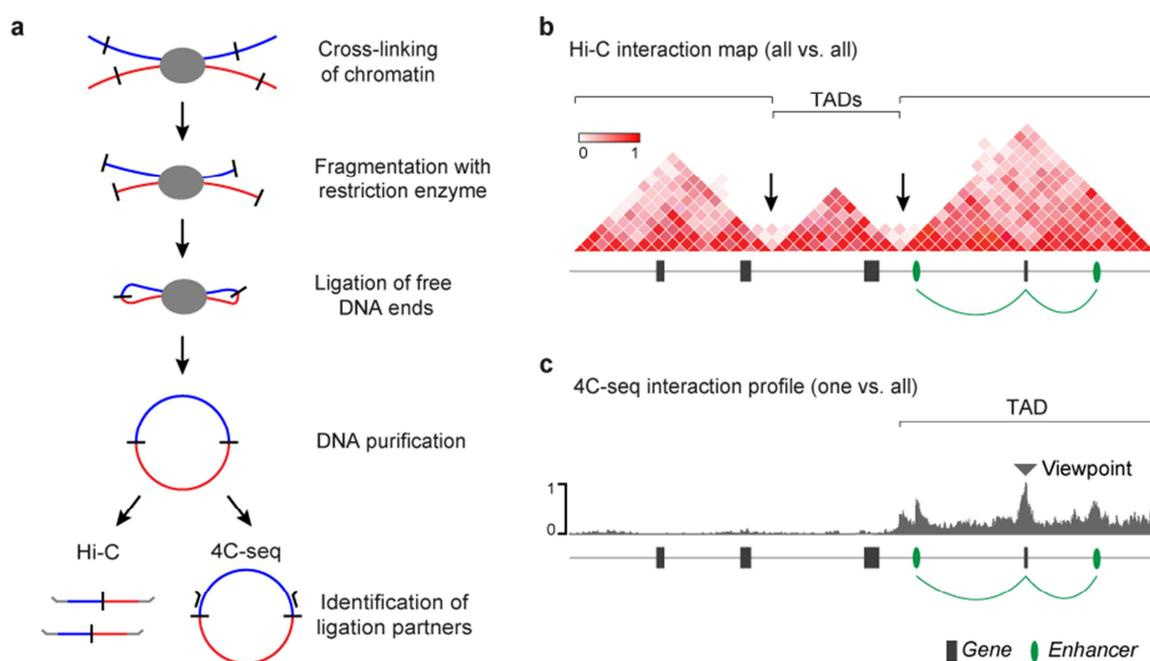 a
Cross-linking
of chromatin
Fragmentation with
restriction enzyme
Ligation of free
DNA ends
DNA purification
Hi-C
4C-seq
Identification of
ligation partners
b
Hi-C interaction map (all vs. all)
TADs
0
1
c
4C-seq interaction profile (one vs. all)
TAD
Viewpoint
1
0
Gene
Enhancer